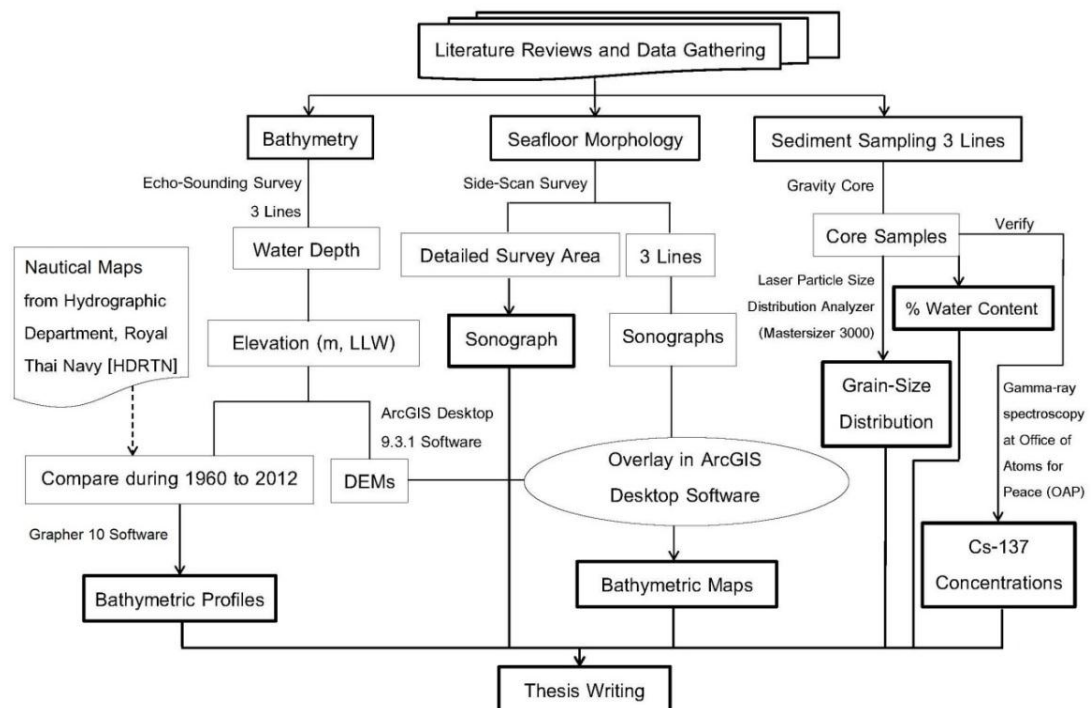 Literature Reviews and Data Gathering
Bathymetry
Seafloor Morphology
Sediment Sampling 3 Lines
Echo-Sounding Survey
3 Lines
Side-Scan Survey
Gravity Core
Water Depth
Detailed Survey Area
3 Lines
Core Samples
Verify
Nautical Maps
from Hydrographic
Department, Royal
Thai Navy [HDRTN]
Laser Particle Size
Distribution Analyzer
(Mastersizer 3000)
% Water Content
Elevation (m, LLW)
Sonograph
Sonographs
Grain-Size
Distribution
Gamma-ray
spectroscopy
at Office of
Atoms for
Peace (OAP)
ArcGIS Desktop
9.3.1 Software
Compare during 1960 to 2012
DEMs
Overlay in ArcGIS
Desktop Software
Grapher 10 Software
Cs-137
Concentrations
Bathymetric Profiles
Bathymetric Maps
Thesis Writing